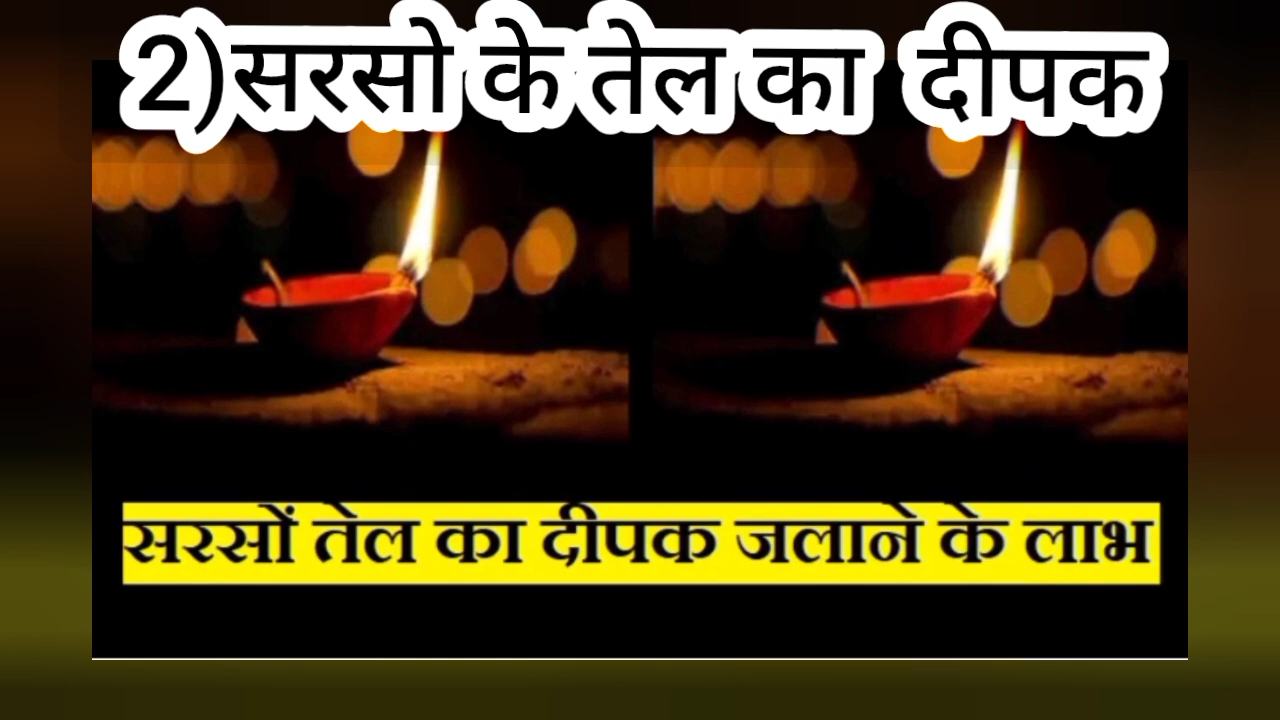 2)सरसो के तेल का दीपक
सरसों तेल का दीपक जलाने के लाभ